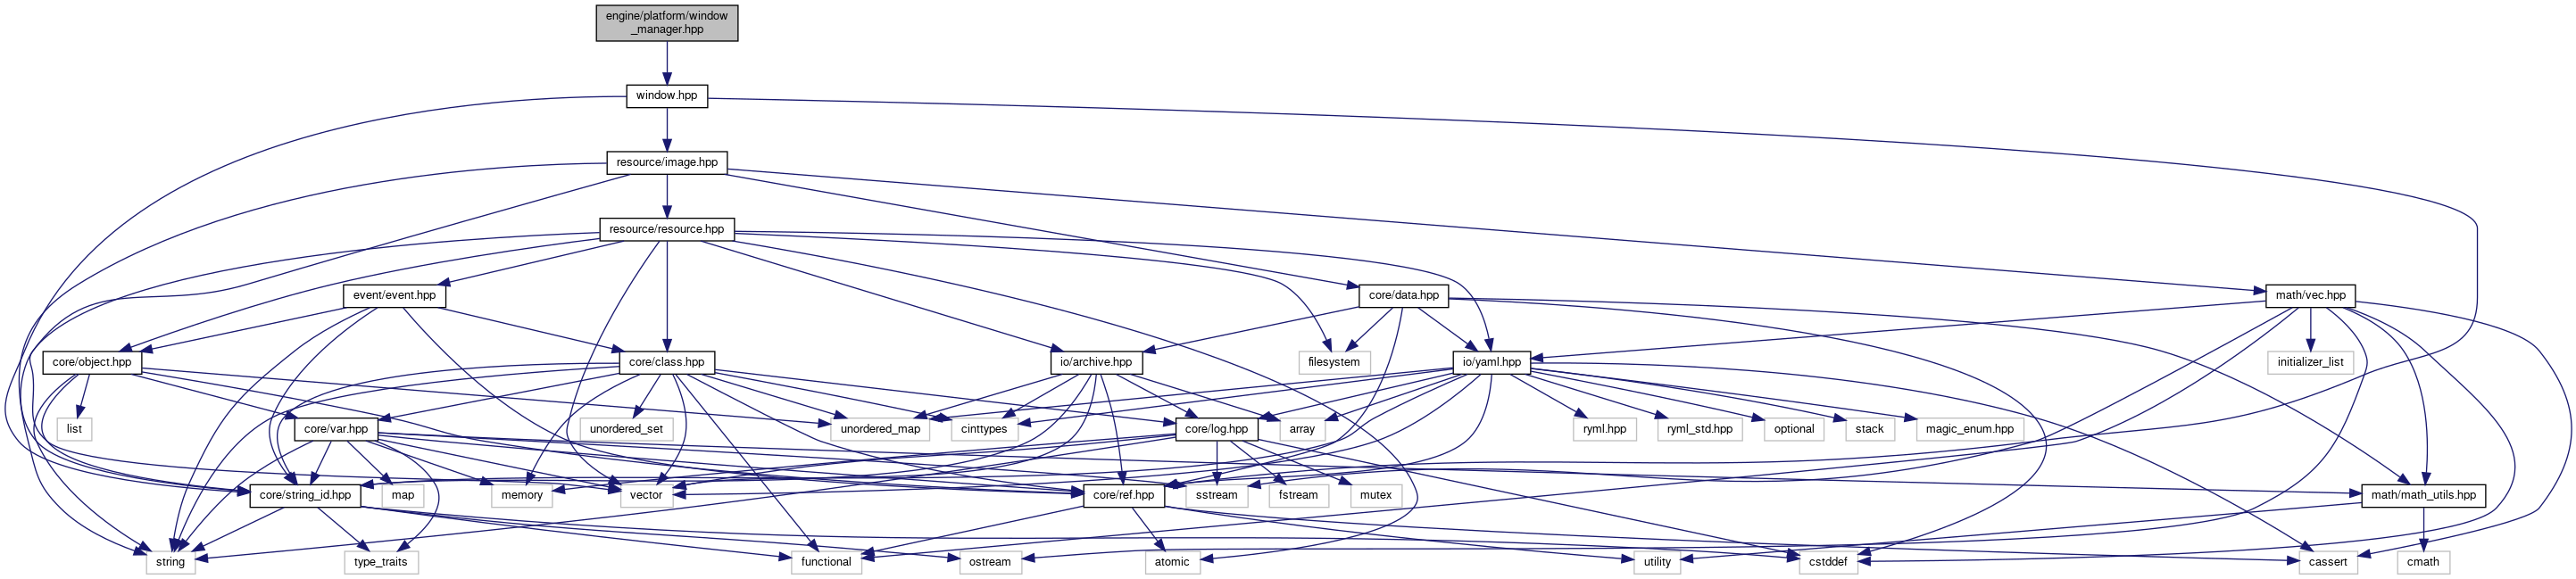 engine/platform/window
_manager.hpp
window.hpp
resource/image.hpp
resource/resource.hpp
event/event.hpp
core/data.hpp
math/vec.hpp
core/object.hpp
core/class.hpp
io/archive.hpp
filesystem
io/yaml.hpp
initializer_list
list
core/var.hpp
unordered_set
unordered_map
cinttypes
core/log.hpp
array
ryml.hpp
ryml_std.hpp
optional
stack
magic_enum.hpp
core/string_id.hpp
map
memory
vector
core/ref.hpp
sstream
fstream
mutex
math/math_utils.hpp
string
type_traits
functional
ostream
atomic
utility
cstddef
cassert
cmath